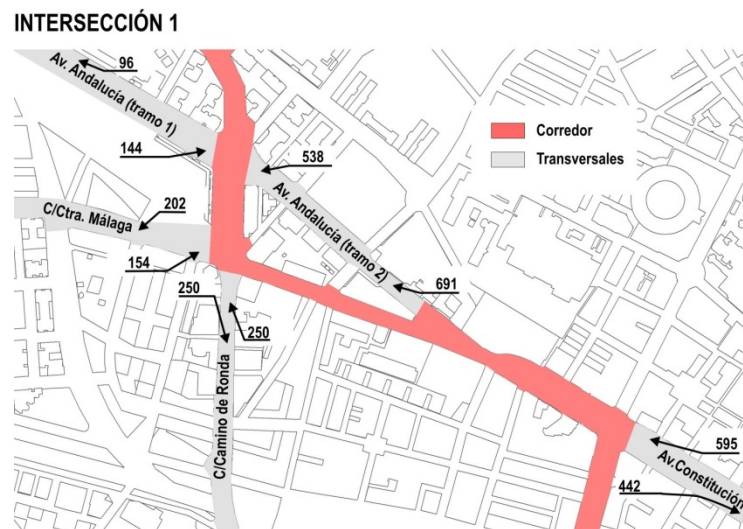 INTERSECCIÓN 1
96
Av. Andalucía (tramo 1)
144
538
Corredor
Transversales
Av. Andalucía (tramo 2)
202
C/Ctra. Málaga
154
691
250
250
C/Camino de Ronda
595
Av.Constitución
442